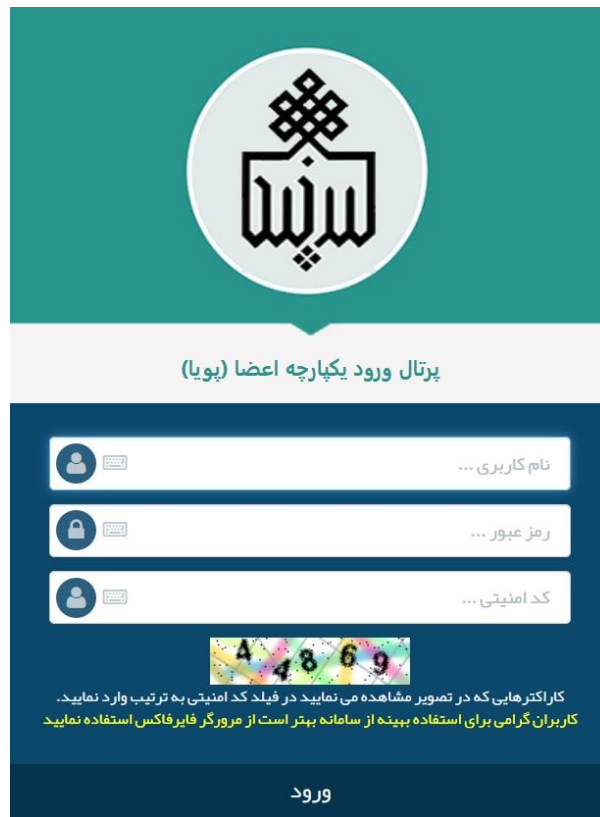 سهند
پرتال ورود یکپارچه اعضا (پویا)
نام کاربری ...
رمز عبور ...
کد امنیتی ...
44869
کاراکترهایی که در تصویر مشاهده می نمایید در فیلد کد امنیتی به ترتیب وارد نمایید.
کاربران گرامی برای استفاده بهینه از سامانه بهتر است از مرورگر فایرفاکس استفاده نمایید
ورود